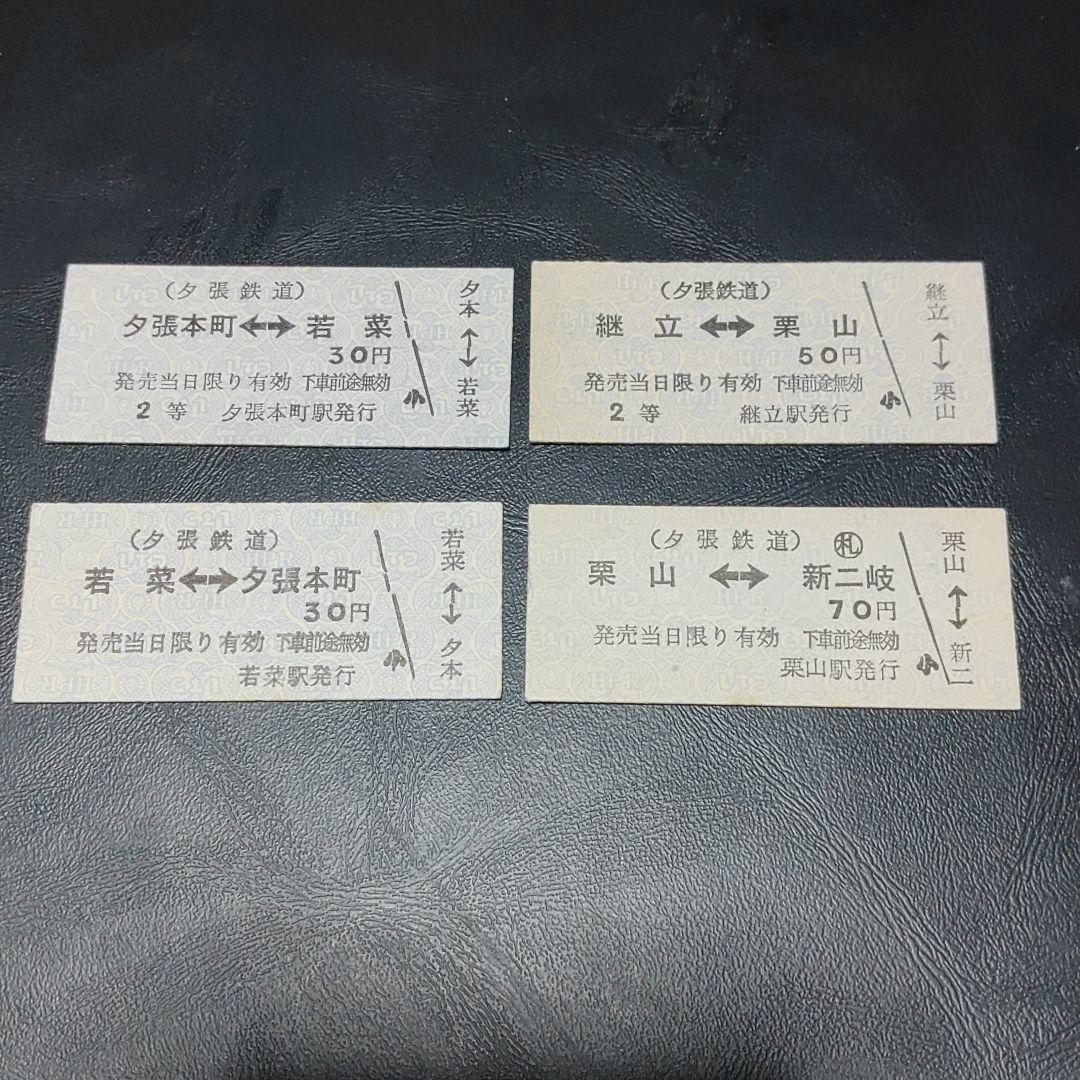 (夕張鉄道)
夕張本町↔若菜
30円
発売当日限り有効 下車前途無効
2等 夕張本町駅発行
小
夕本↔若菜
(夕張鉄道)
継立↔栗山
50円
発売当日限り有効 下車前途無効
2等 継立駅発行
小
継立↔栗山
(夕張鉄道)
若菜↔夕張本町
30円
発売当日限り有効 下車前途無効
若菜駅発行
小
若菜↔夕本
(夕張鉄道) ㊍
栗山↔新二岐
70円
発売当日限り有効 下車前途無効
栗山駅発行
小
栗山↔新二